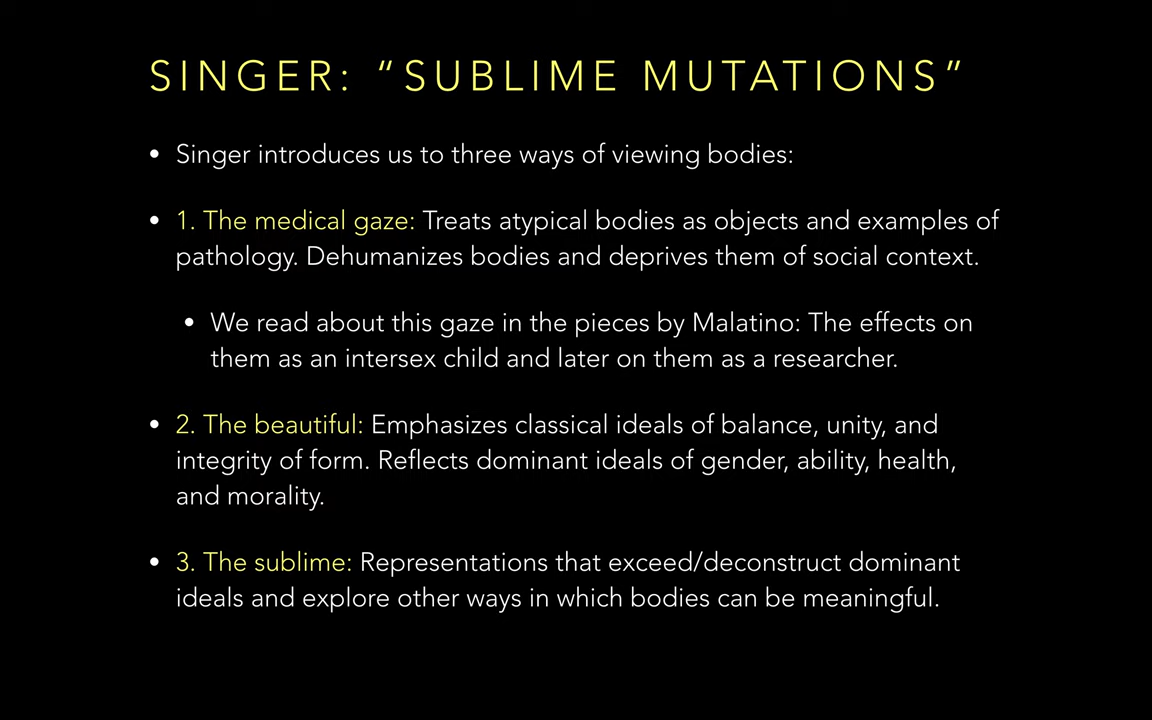 SINGER: “SUBLIME MUTATIONS”
• Singer introduces us to three ways of viewing bodies:
• 1. The medical gaze: Treats atypical bodies as objects and examples of
pathology. Dehumanizes bodies and deprives them of social context.
• We read about this gaze in the pieces by Malatino: The effects on
them as an intersex child and later on them as a researcher.
• 2. The beautiful: Emphasizes classical ideals of balance, unity, and
integrity of form. Reflects dominant ideals of gender, ability, health,
and morality.
• 3. The sublime: Representations that exceed/deconstruct dominant
ideals and explore other ways in which bodies can be meaningful.